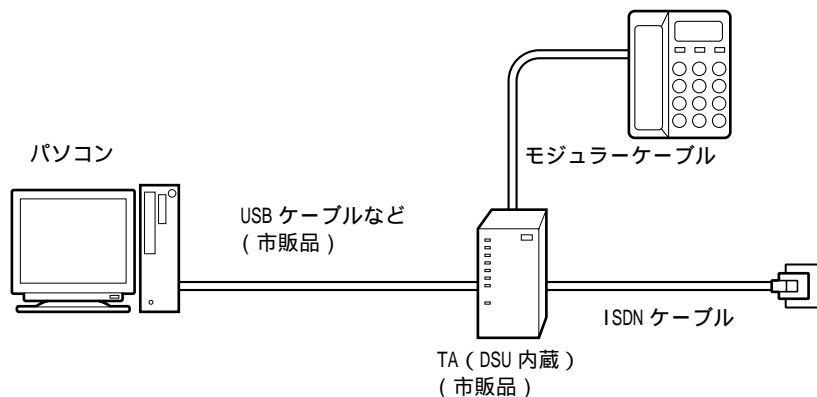 モジュラーケーブル
パソコン
USB ケーブルなど
（市販品）
ISDN ケーブル
TA（DSU 内蔵）
（市販品）